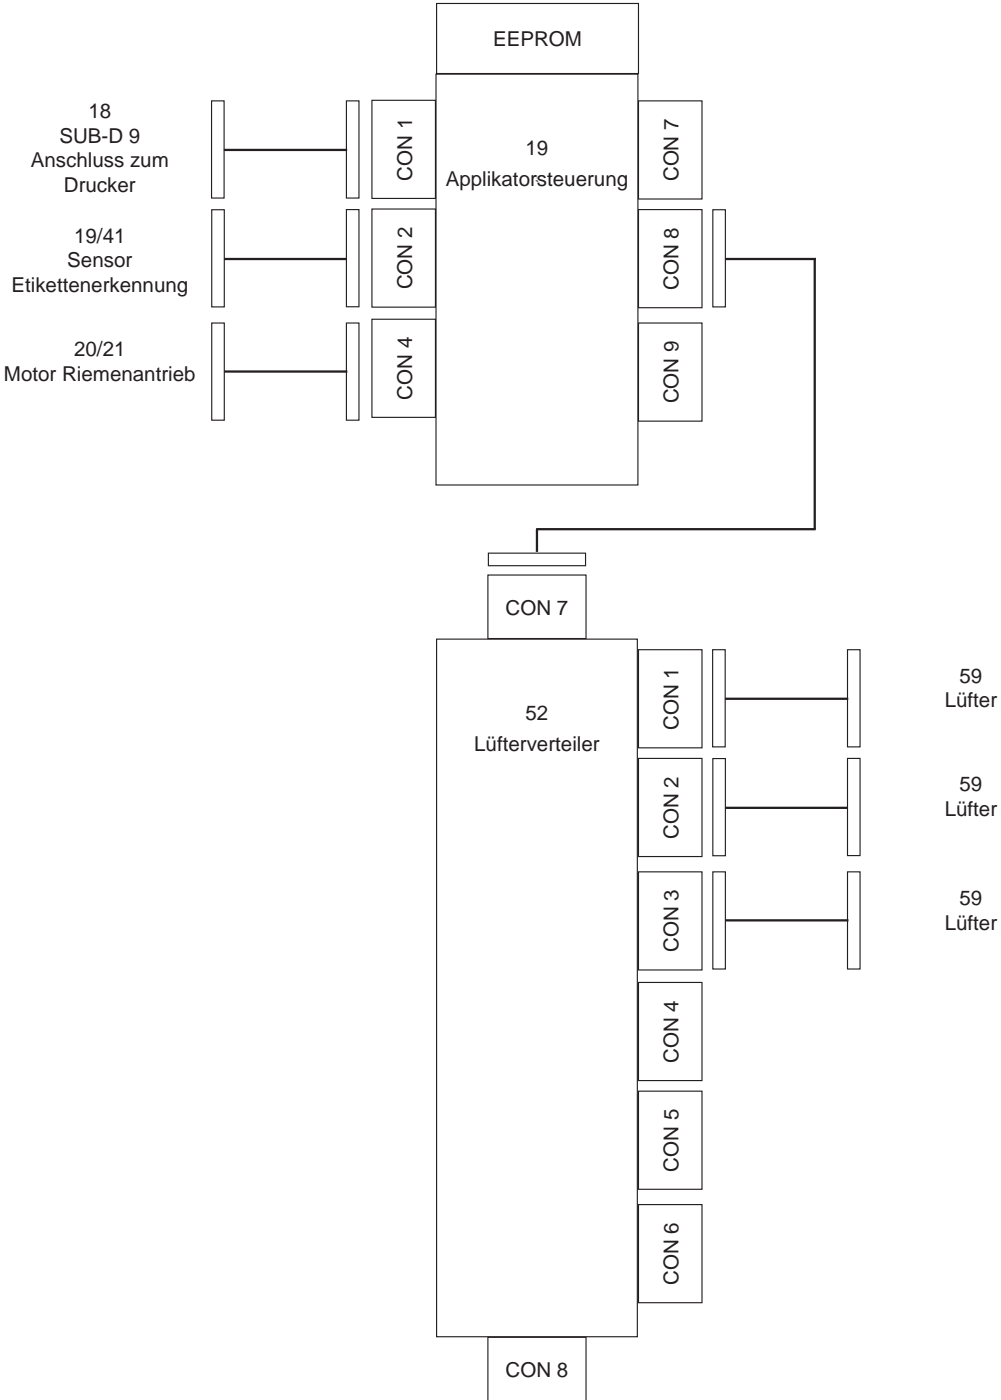 EEPROM
18
SUB-D 9
Anschluss zum
Drucker
CON 1
19
Applikatorsteuerung
CON 7
19/41
Sensor
Etikettenerkennung
CON 2
CON 8
20/21
Motor Riemenantrieb
CON 4
CON 9
CON 7
52
Lüfterverteiler
CON 1
59
Lüfter
CON 2
59
Lüfter
CON 3
59
Lüfter
CON 4
CON 5
CON 6
CON 8